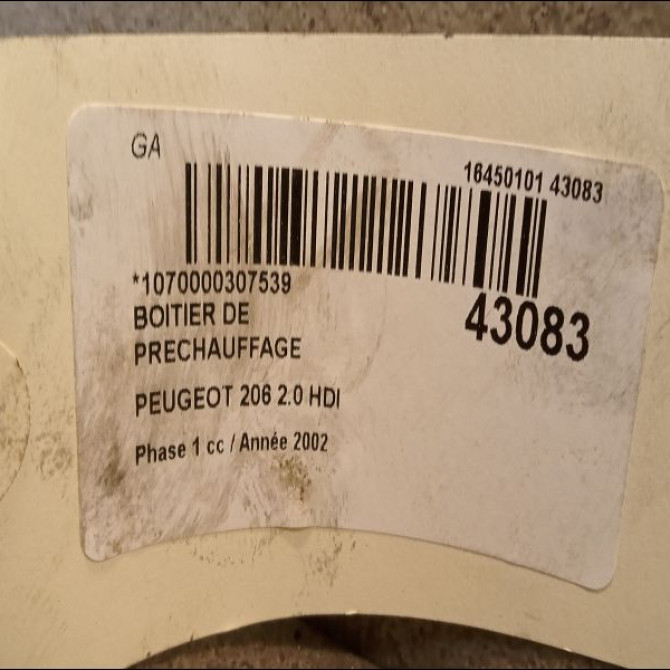 GA
16450101 43083
*1070000307539
43083
BOITIER DE
PRECHAUFFAGE
PEUGEOT 206 2.0 HDI
Phase 1 cc / Année 2002